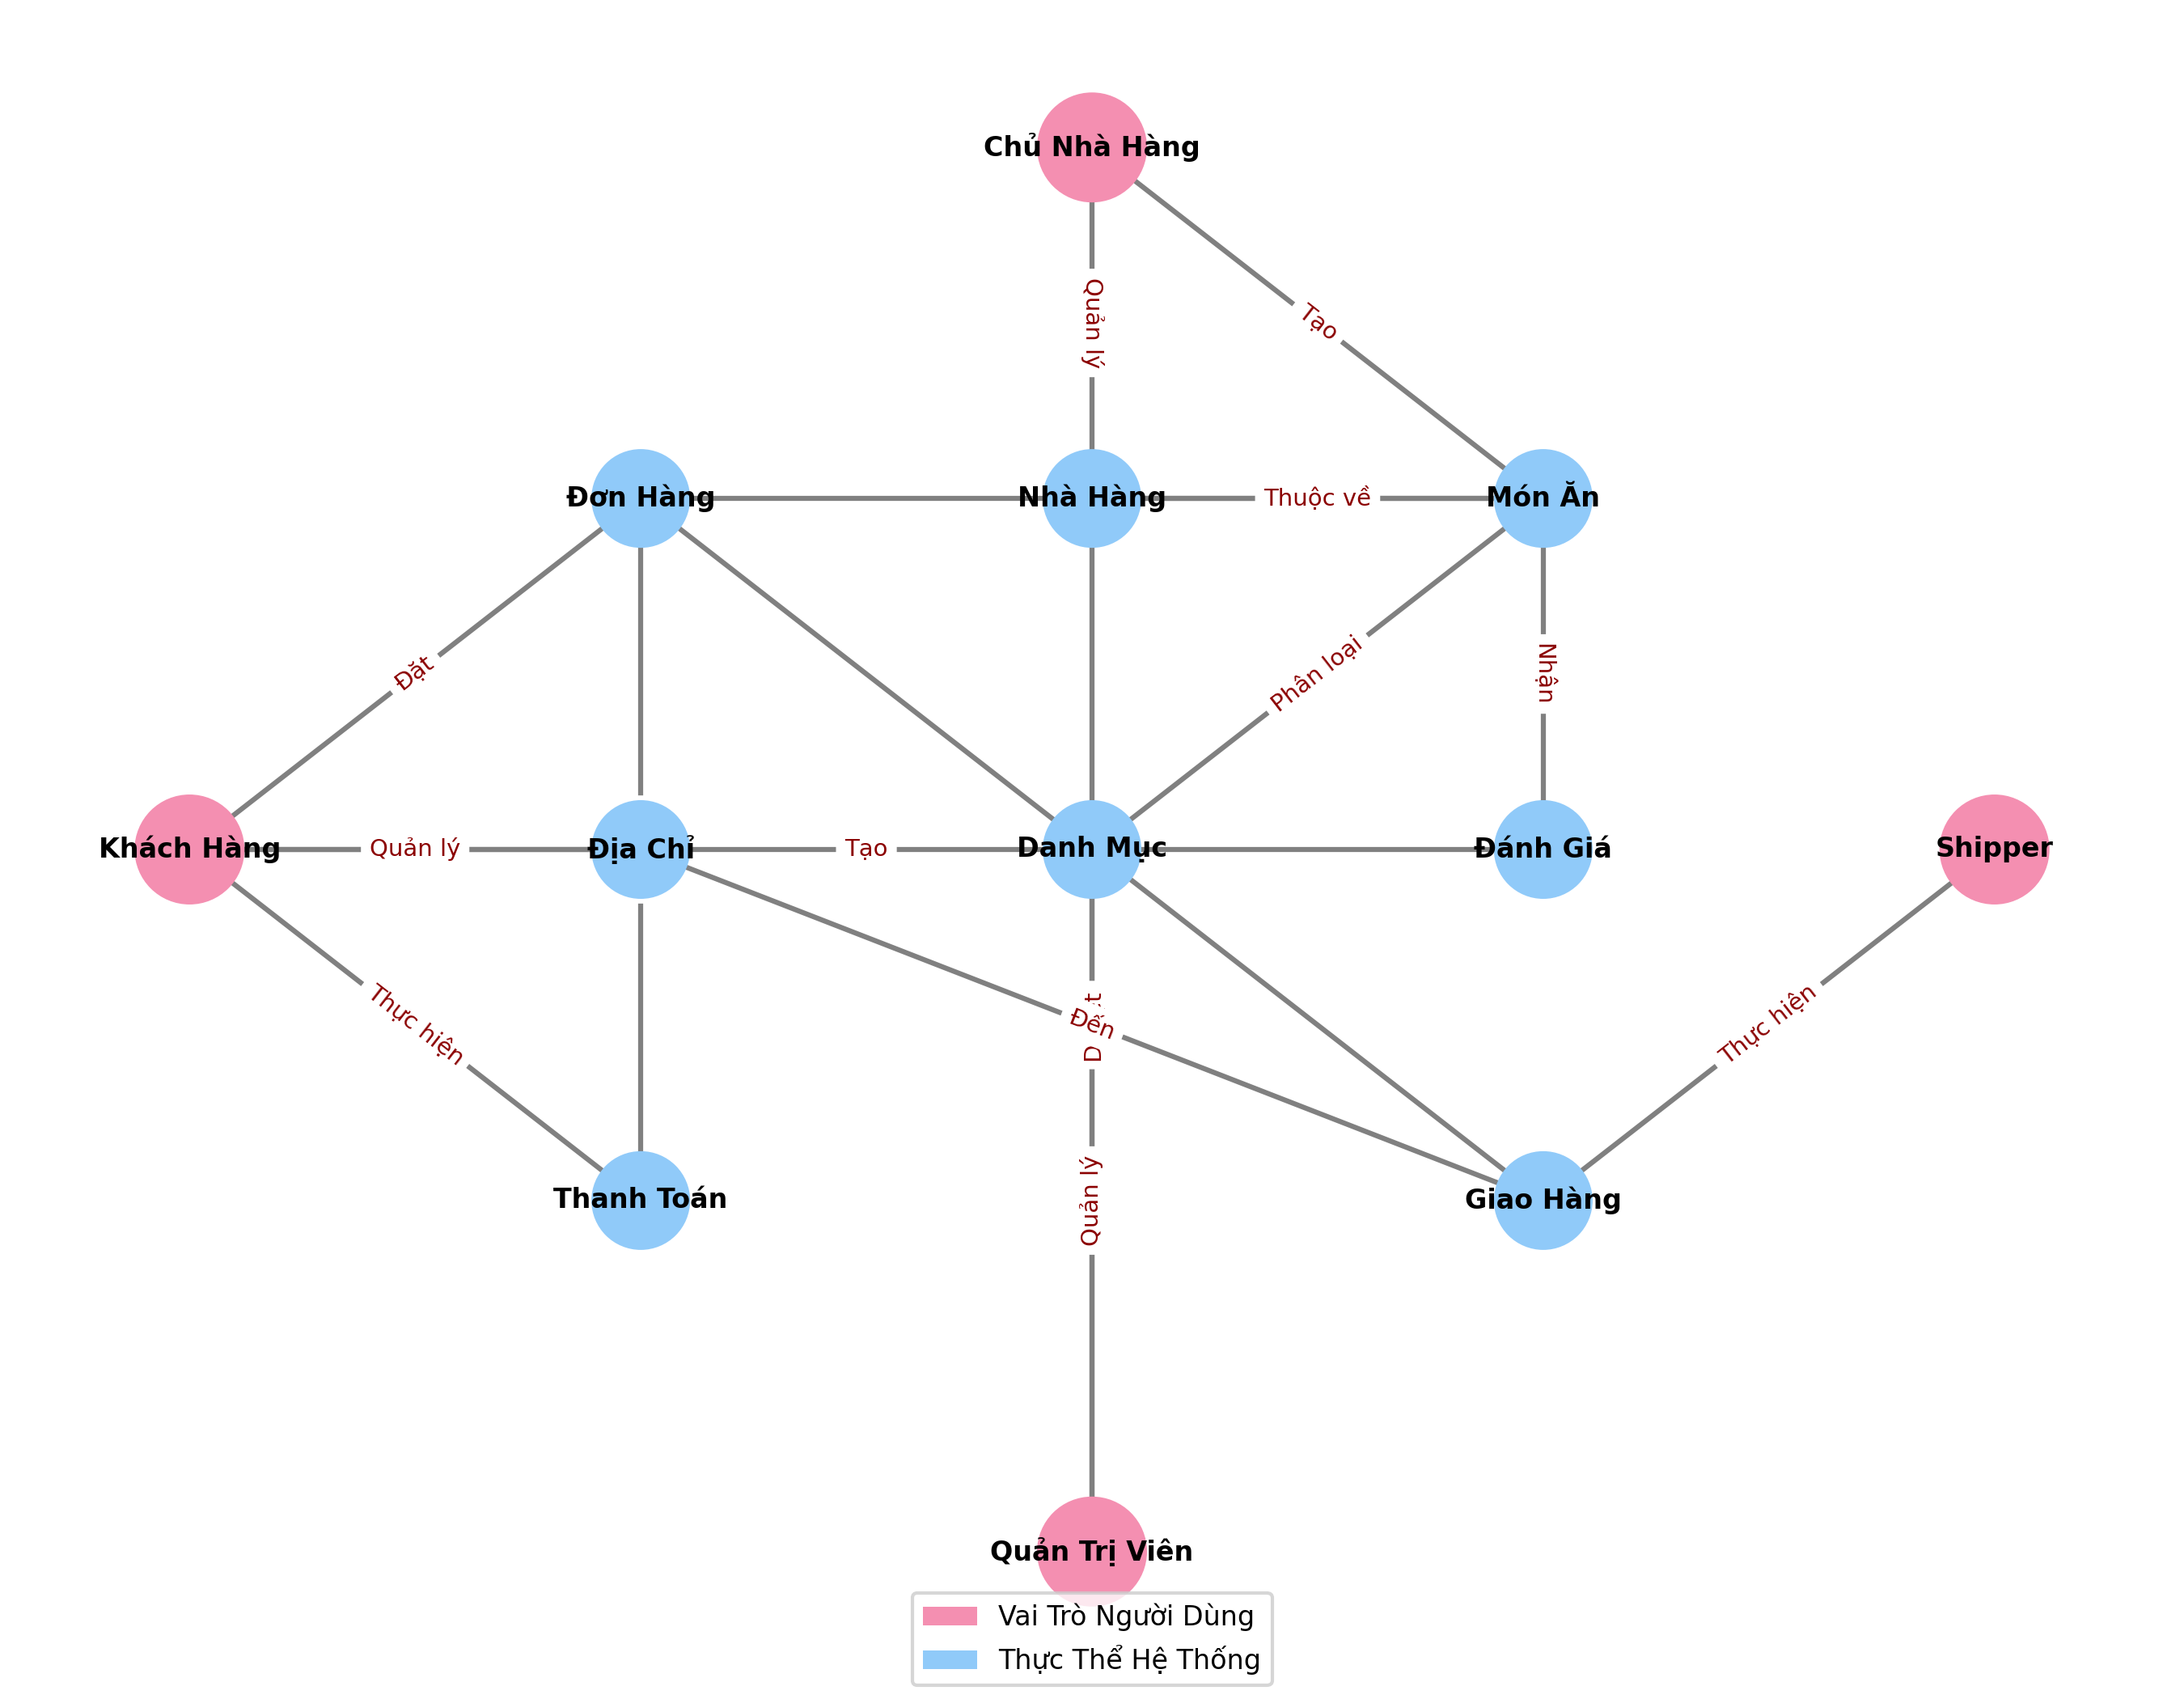 Chủ Nhà Hàng
Quản lý
Tạo
Đơn Hàng
Nhà Hàng
Thuộc về
Món Ăn
Đặt
Phân loại
Nhận
Khách Hàng
Quản lý
Địa Chỉ
Tạo
Danh Mục
Đánh Giá
Shipper
Thực hiện
Đến
Thực hiện
Thanh Toán
Quản lý
Giao Hàng
Quản Trị Viên
Vai Trò Người Dùng
Thực Thể Hệ Thống